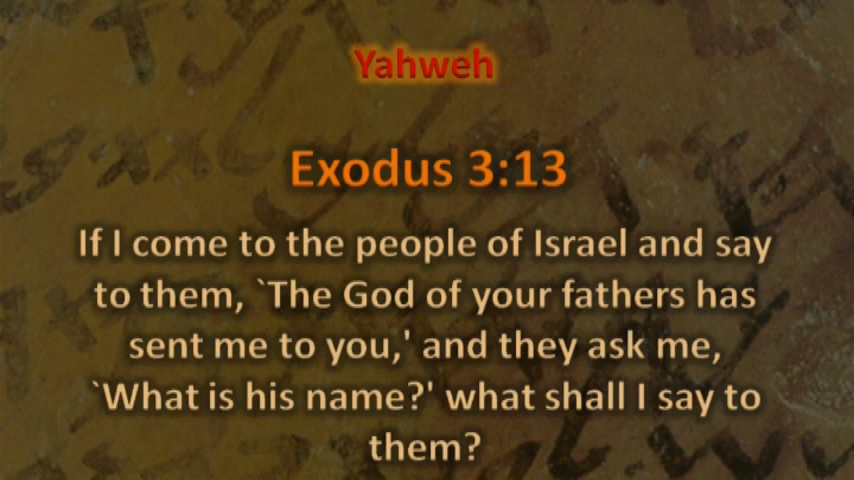 Yahweh
Exodus 3:13
If I come to the people of Israel and say
to them, `The God of your fathers has
sent me to you,' and they ask me,
`What is his name?' what shall I say to
them?